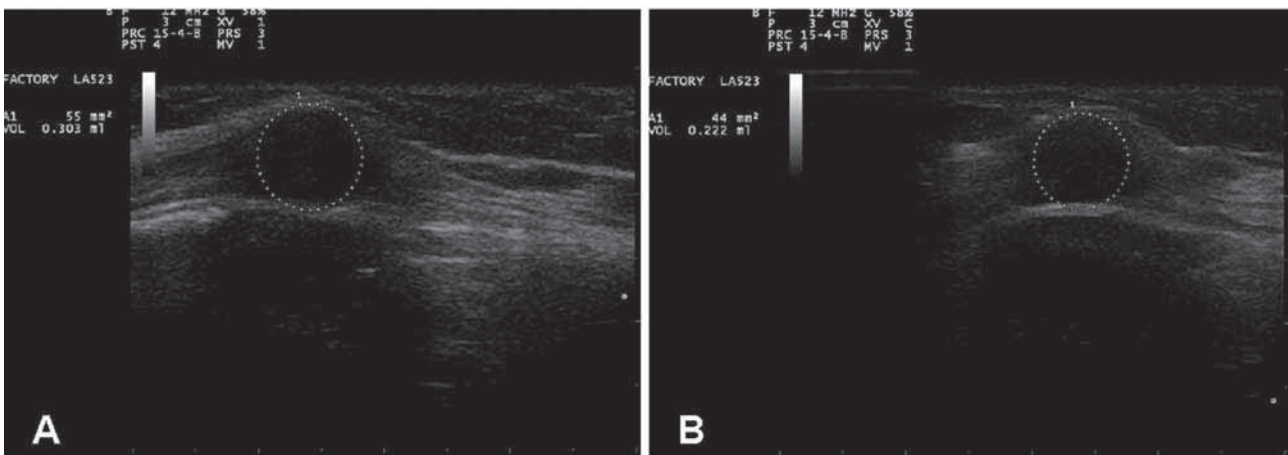 B F 12 MHz G 58%
P 3 cm XV 1
PRC 15-4-B PRS 3
PST 4 MV 1
FACTORY LA523
A1 55 mm²
VOL 0.303 ml
1
A
B F 12 MHz G 58%
P 3 cm XV C
PRC 15-4-B PRS 3
PST 4 MV 1
FACTORY LA523
A1 44 mm²
VOL 0.222 ml
1
B